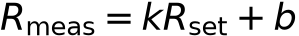 R_meas = kR_set + b